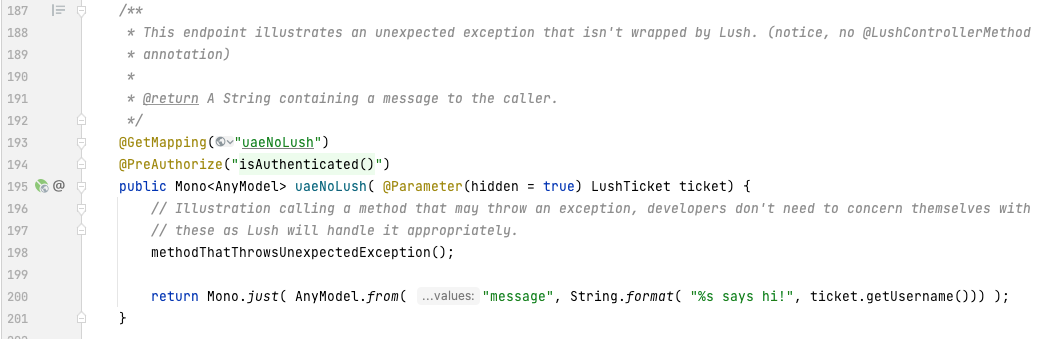 187 /**
188 * This endpoint illustrates an unexpected exception that isn't wrapped by Lush. (notice, no @LushControllerMethod
189 * annotation)
190 *
191 * @return A String containing a message to the caller.
192 */
193 @GetMapping("uaeNoLush")
194 @PreAuthorize("isAuthenticated()")
195 @ public Mono<AnyModel> uaeNoLush( @Parameter(hidden = true) LushTicket ticket) {
196 // Illustration calling a method that may throw an exception, developers don't need to concern themselves with
197 // these as Lush will handle it appropriately.
198 methodThatThrowsUnexpectedException();
199
200 return Mono.just( AnyModel.from( ...values: "message", String.format( "%s says hi!", ticket.getUsername())) );
201 }